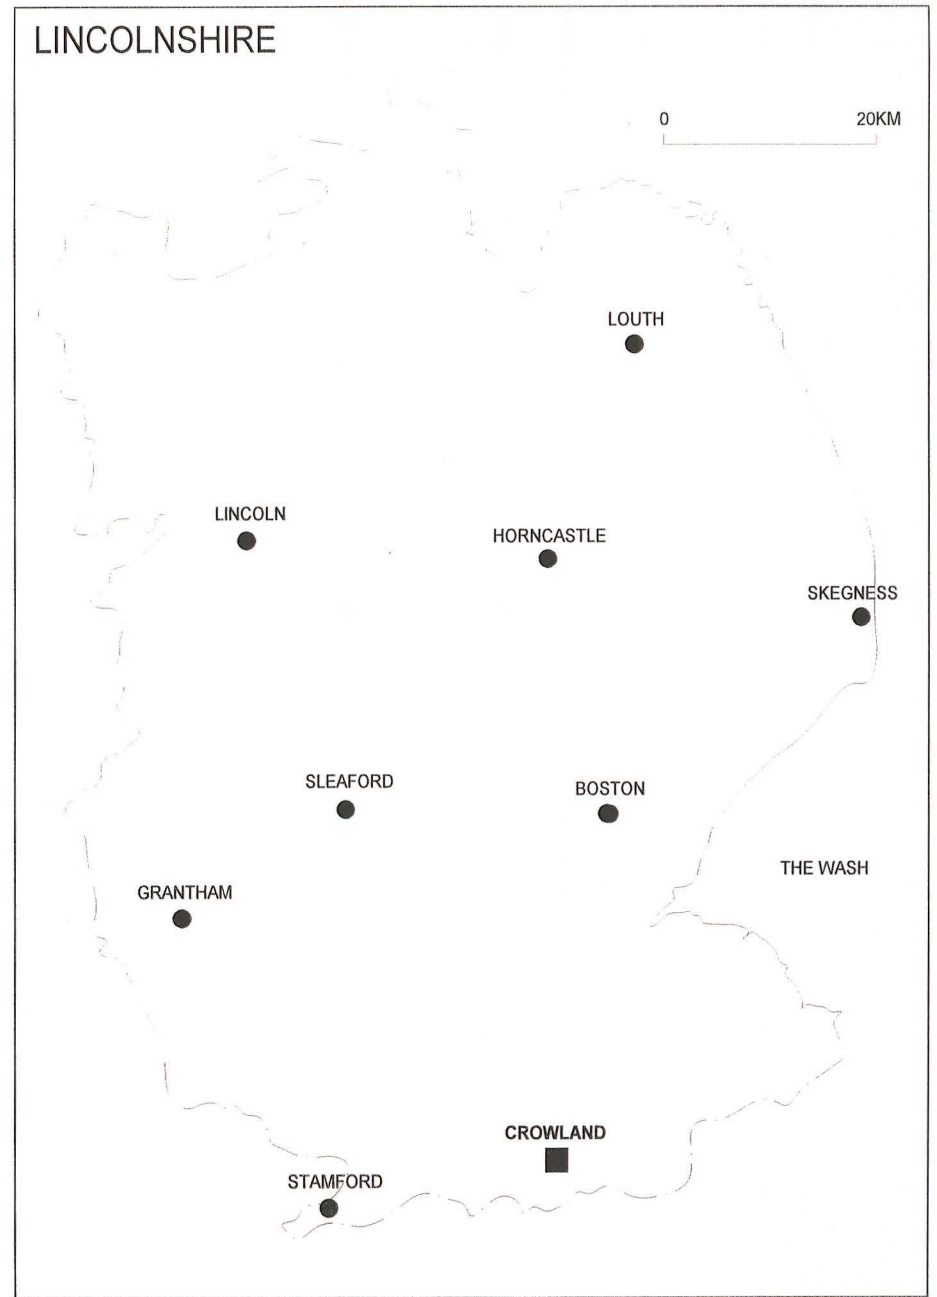 LINCOLNSHIRE
0 20KM
LOUTH
LINCOLN
HORNCASTLE
SKEGNESS
SLEAFORD
BOSTON
THE WASH
GRANTHAM
CROWLAND
STAMFORD